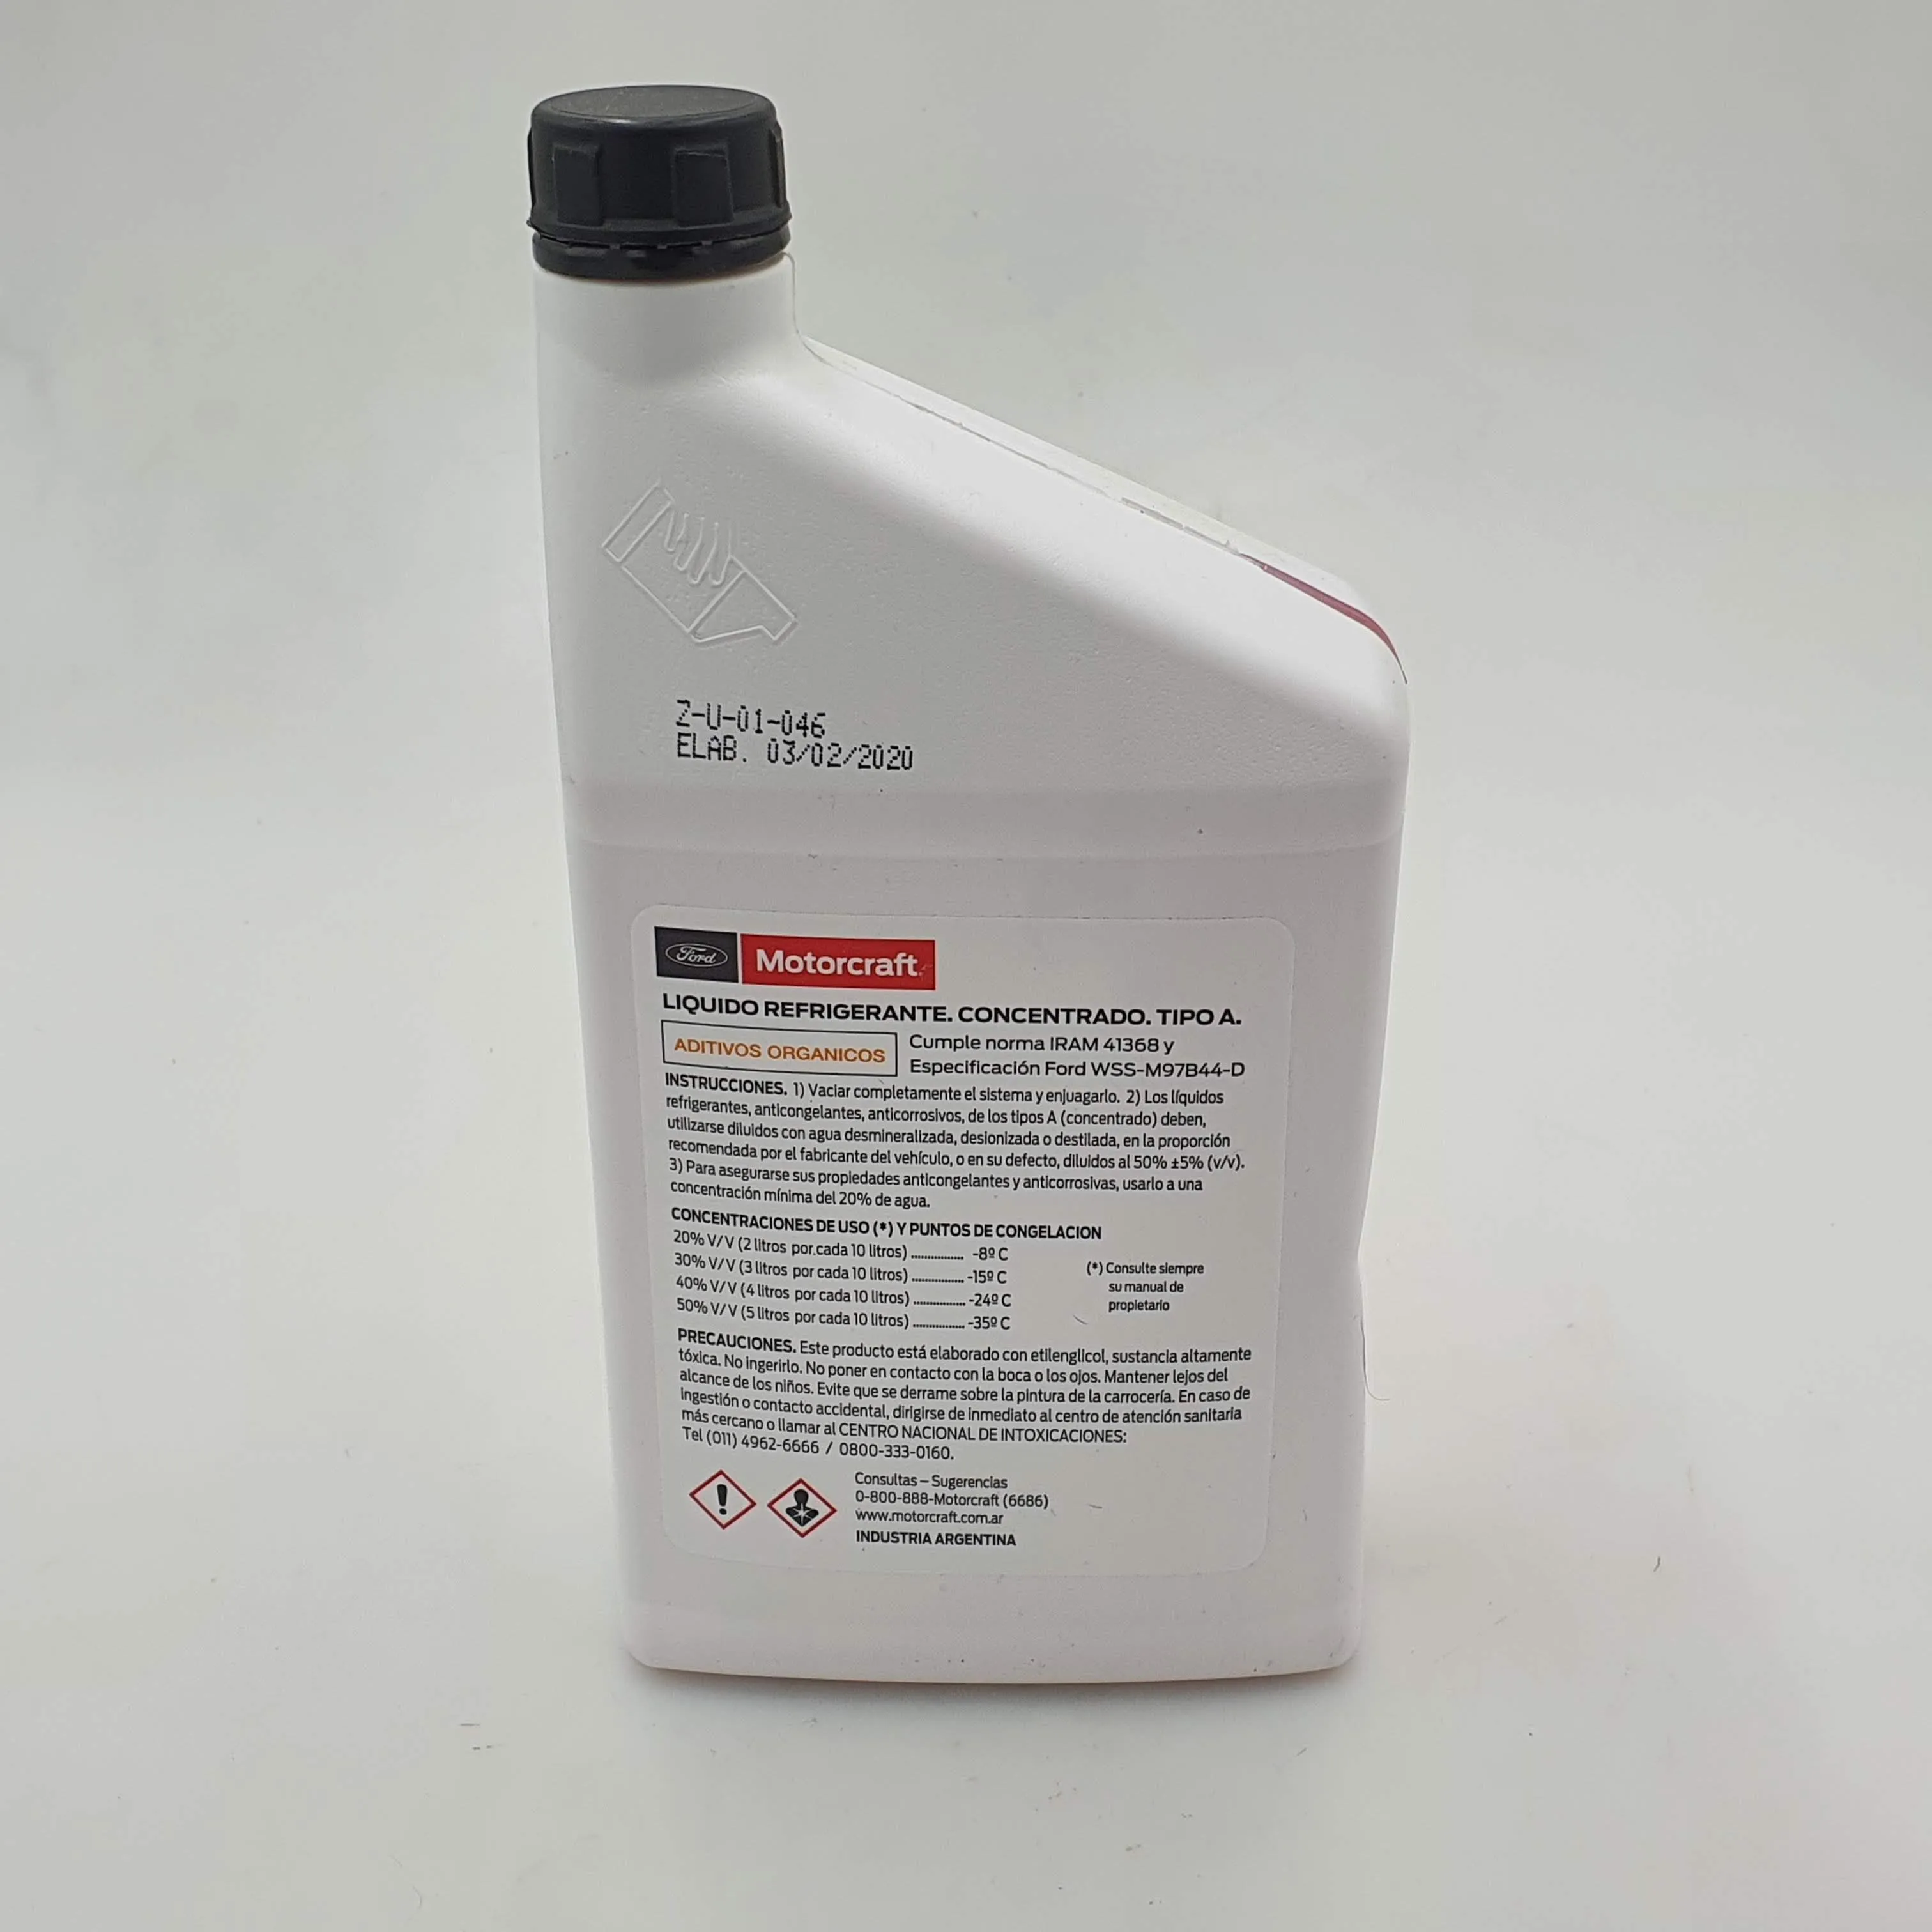 Z-U-01-046
ELAB. 03/02/2020
Ford Motorcraft
LIQUIDO REFRIGERANTE. CONCENTRADO. TIPO A.
ADITIVOS ORGANICOS
Cumple norma IRAM 41368 y
Especificación Ford WSS-M97B44-D
INSTRUCCIONES. 1) Vaciar completamente el sistema y enjuagarlo. 2) Los líquidos
refrigerantes, anticongelantes, anticorrosivos, de los tipos A (concentrado) deben,
utilizarse diluidos con agua desmineralizada, desionizada o destilada, en la proporción
recomendada por el fabricante del vehículo, o en su defecto, diluidos al 50% ±5% (v/v).
3) Para asegurarse sus propiedades anticongelantes y anticorrosivas, usarlo a una
concentración mínima del 20% de agua.
CONCENTRACIONES DE USO (*) Y PUNTOS DE CONGELACION
20% V/V (2 litros por.cada 10 litros) ................ -8º C
30% V/V (3 litros por cada 10 litros) ................ -15º C
40% V/V (4 litros por cada 10 litros) ................ -24º C
50% V/V (5 litros por cada 10 litros) ................ -35º C
(*) Consulte siempre
su manual de
propietario
PRECAUCIONES. Este producto está elaborado con etilenglicol, sustancia altamente
tóxica. No ingerirlo. No poner en contacto con la boca o los ojos. Mantener lejos del
alcance de los niños. Evite que se derrame sobre la pintura de la carrocería. En caso de
ingestión o contacto accidental, dirigirse de inmediato al centro de atención sanitaria
más cercano o llamar al CENTRO NACIONAL DE INTOXICACIONES:
Tel (011) 4962-6666 / 0800-333-0160.
Consultas – Sugerencias
0-800-888-Motorcraft (6686)
www.motorcraft.com.ar
INDUSTRIA ARGENTINA